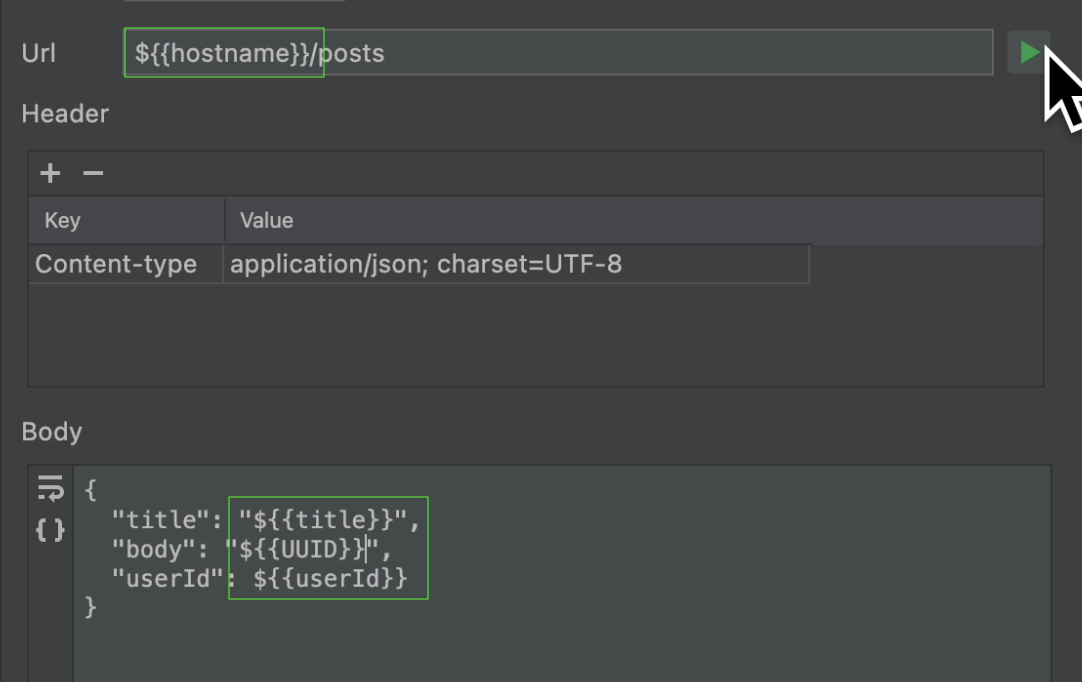 Url
${{hostname}}/posts
Header
Key Value
Content-type application/json; charset=UTF-8
Body
{
"title": "${{title}}",
"body": "${{UUID}}",
"userId": ${{userId}}
}